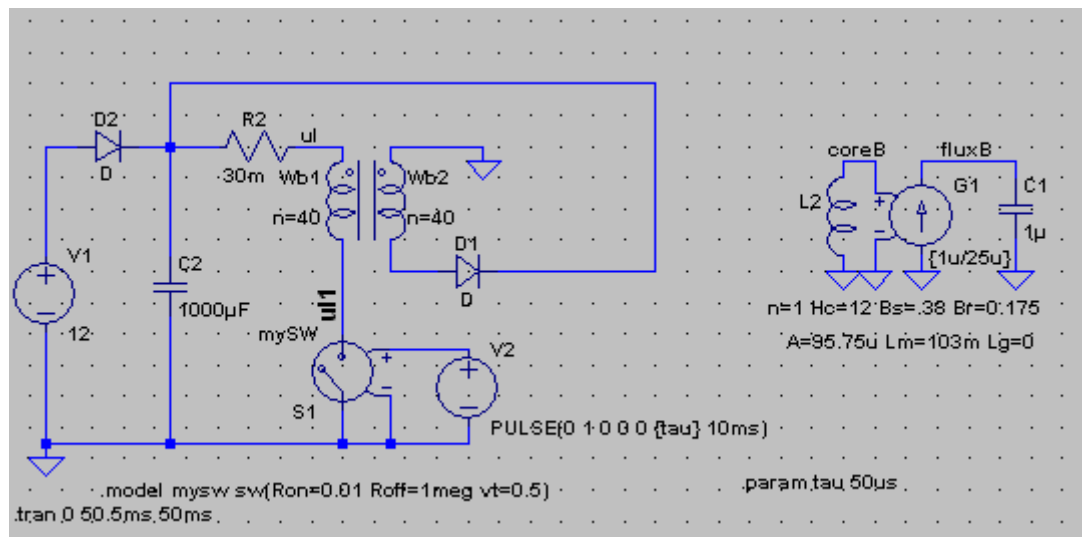 D2
D
R2
30m
ul
Wb1
n=40
Wb2
n=40
D1
D
V1
12
C2
1000µF
ul1
mySW
S1
V2
PULSE(0 1 0 0 0 {tau} 10ms)
coreB
fluxB
L2
G1
C1
1µ
{1u/25u}
n=1 Hc=12 Bs=.38 Br=0.175
A=95.75u Lm=103m Lg=0
.model mysw sw(Ron=0.01 Roff=1meg vt=0.5)
.param tau 50µs
.tran 0 50.5ms 50ms